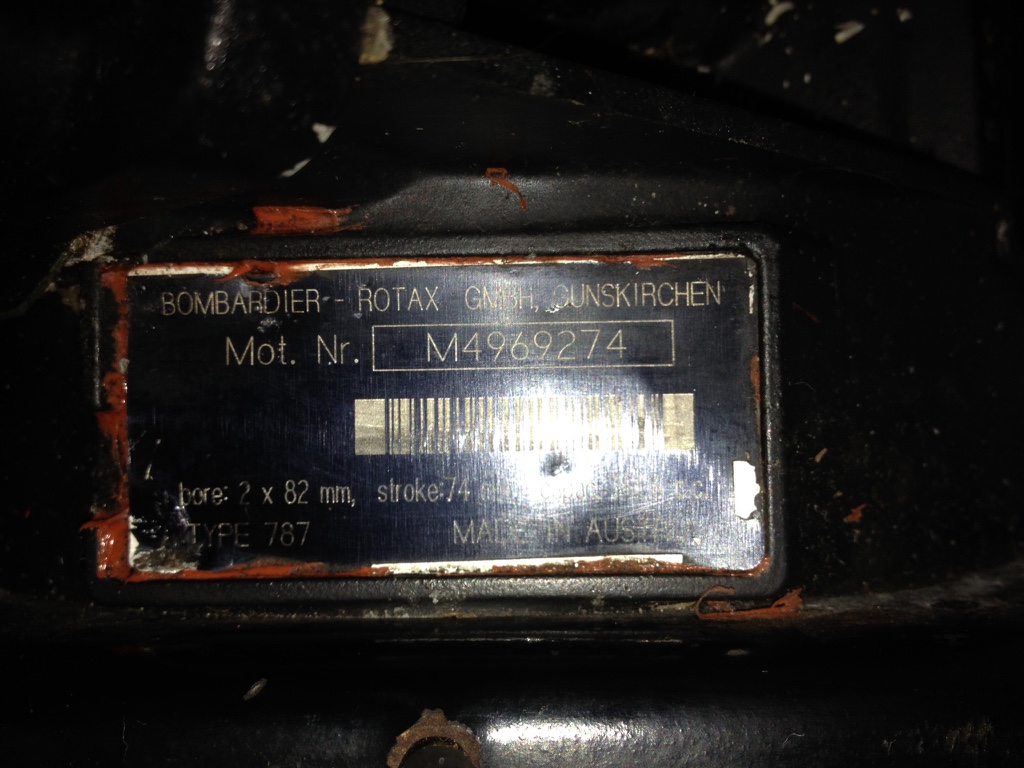 BOMBARDIER - ROTAX GMBH, GUNSKIRCHEN
Mot. Nr. M4969274
bore: 2 x 82 mm, stroke:74
TYPE 787 MADE IN AUSTRIA